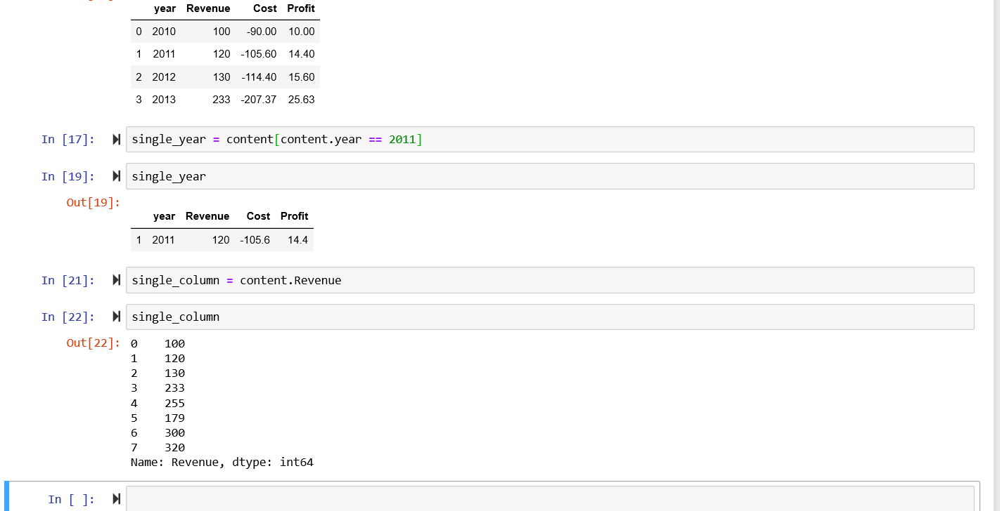 year Revenue Cost Profit
0 2010 100 -90.00 10.00
1 2011 120 -105.60 14.40
2 2012 130 -114.40 15.60
3 2013 233 -207.37 25.63
In [17]: single_year = content[content.year == 2011]
In [19]: single_year
Out[19]:
year Revenue Cost Profit
1 2011 120 -105.6 14.4
In [21]: single_column = content.Revenue
In [22]: single_column
Out[22]: 0 100
1 120
2 130
3 233
4 255
5 179
6 300
7 320
Name: Revenue, dtype: int64
In [ ]: